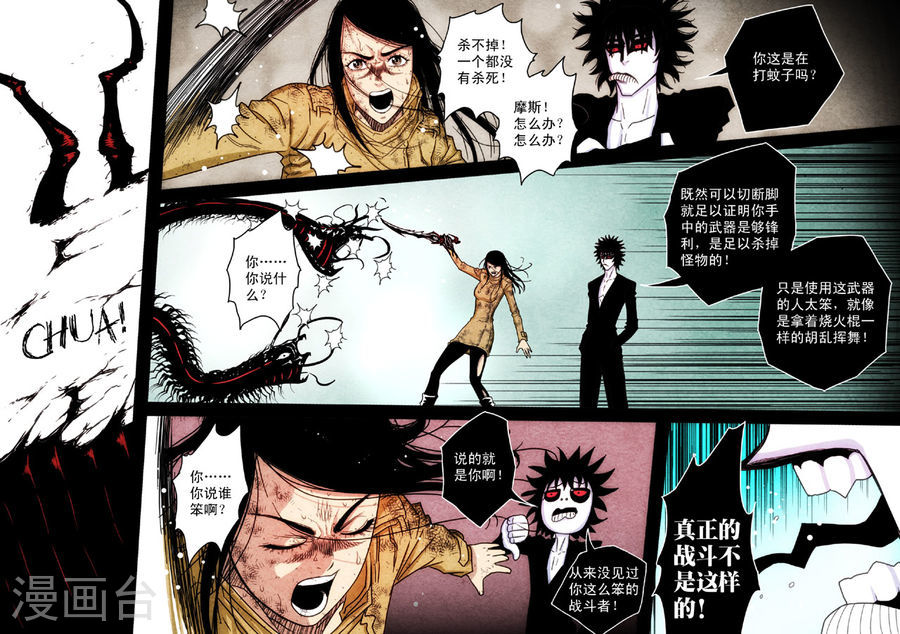 CHUA!
杀不掉！
一个都没
有杀死！
摩斯！
怎么办？
怎么办？
你这是在
打蚊子吗？
你……
你说什
么？
既然可以切断脚
就足以证明你手
中的武器是够锋
利，是足以杀掉
怪物的！
只是使用这武器
的人太笨，就像
是拿着烧火棍一
样的胡乱挥舞！
你……
你说谁
笨啊？
说的就
是你啊！
从来没见过
你这么笨的
战斗者！
真正的
战斗不
是这样
的！
漫画台